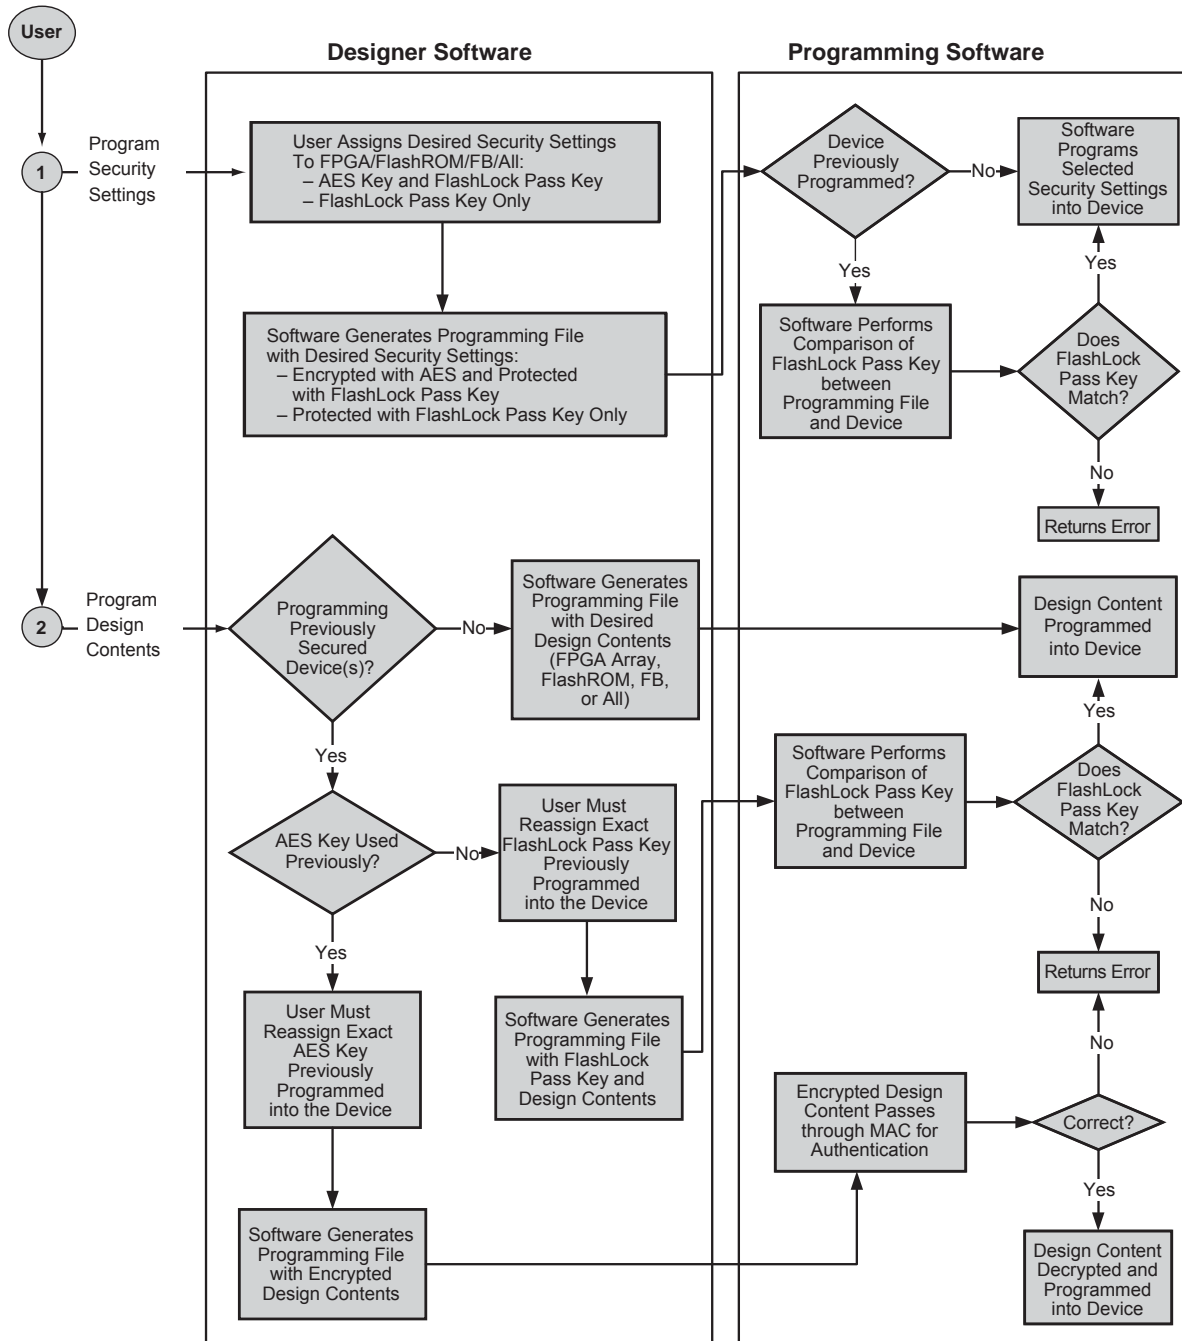 User
Designer Software
Programming Software
1
Program
Security
Settings
User Assigns Desired Security Settings
To FPGA/FlashROM/FB/All:
– AES Key and FlashLock Pass Key
– FlashLock Pass Key Only
Software Generates Programming File
with Desired Security Settings:
– Encrypted with AES and Protected
with FlashLock Pass Key
– Protected with FlashLock Pass Key Only
Device
Previously
Programmed?
No
Software
Programs
Selected
Security Settings
into Device
Yes
Yes
Software Performs
Comparison of
FlashLock Pass Key
between
Programming File
and Device
Does
FlashLock
Pass Key
Match?
No
Returns Error
2
Program
Design
Contents
Programming
Previously
Secured
Device(s)?
No
Software Generates
Programming File
with Desired
Design Contents
(FPGA Array,
FlashROM, FB,
or All)
Design Content
Programmed
into Device
Yes
Yes
AES Key Used
Previously?
No
User Must
Reassign Exact
FlashLock Pass Key
Previously
Programmed
into the Device
Software Performs
Comparison of
FlashLock Pass Key
between
Programming File
and Device
Does
FlashLock
Pass Key
Match?
No
Returns Error
Yes
User Must
Reassign Exact
AES Key
Previously
Programmed
into the Device
Software Generates
Programming File
with FlashLock
Pass Key and
Design Contents
No
Encrypted Design
Content Passes
through MAC for
Authentication
Correct?
Yes
Software Generates
Programming File
with Encrypted
Design Contents
Design Content
Decrypted and
Programmed
into Device